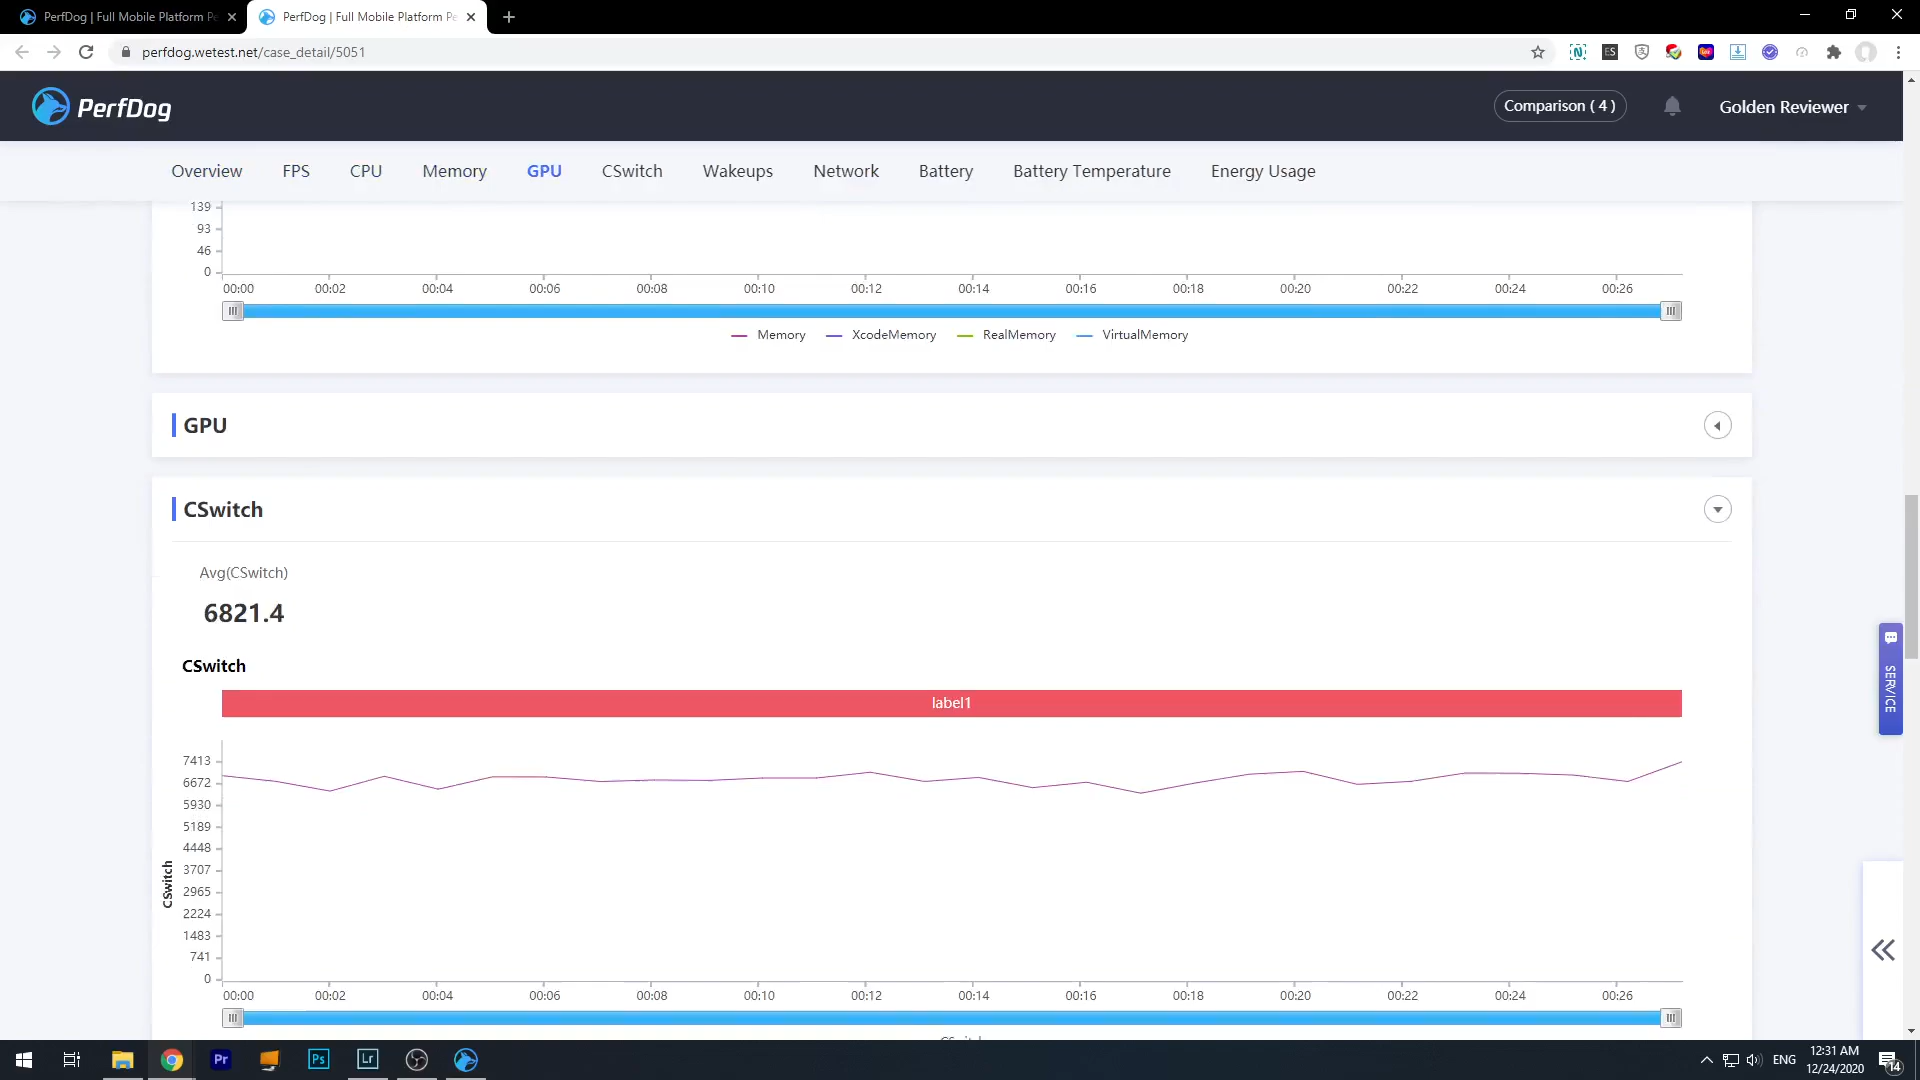 PerfDog | Full Mobile Platform Pe
PerfDog | Full Mobile Platform Pe
perfdog.wetest.net/case_detail/5051
ES
PerfDog
Comparison ( 4 )
Golden Reviewer
Overview FPS CPU Memory GPU CSwitch Wakeups Network Battery Battery Temperature Energy Usage
139
93
46
0
00:00 00:02 00:04 00:06 00:08 00:10 00:12 00:14 00:16 00:18 00:20 00:22 00:24 00:26
Memory XcodeMemory RealMemory VirtualMemory
GPU
CSwitch
Avg(CSwitch)
6821.4
CSwitch
label1
SERVICE
7413
6672
5930
5189
4448
3707
2965
2224
1483
741
0
CSwitch
00:00 00:02 00:04 00:06 00:08 00:10 00:12 00:14 00:16 00:18 00:20 00:22 00:24 00:26
Pr Ps Lr
ENG
12:31 AM
12/24/2020
14